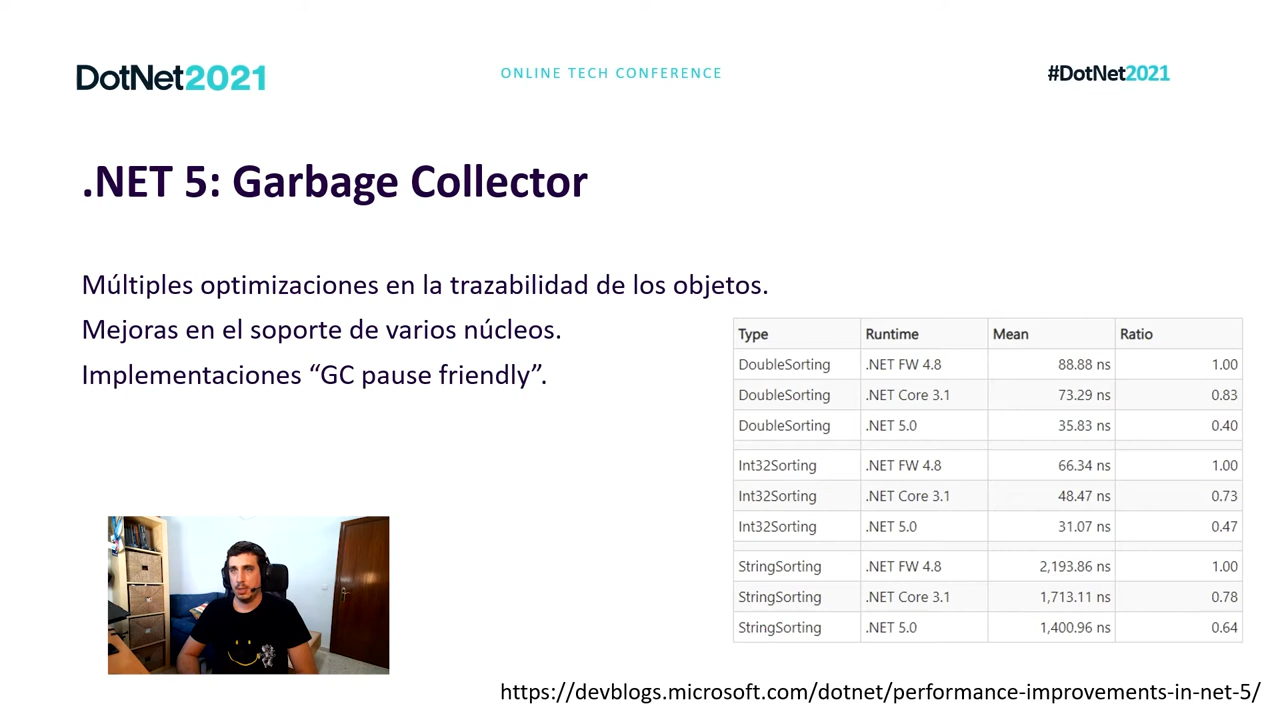 DotNet2021
ONLINE TECH CONFERENCE
#DotNet2021
.NET 5: Garbage Collector
Múltiples optimizaciones en la trazabilidad de los objetos.
Mejoras en el soporte de varios núcleos.
Implementaciones “GC pause friendly”.
Type Runtime Mean Ratio
DoubleSorting .NET FW 4.8 88.88 ns 1.00
DoubleSorting .NET Core 3.1 73.29 ns 0.83
DoubleSorting .NET 5.0 35.83 ns 0.40
Int32Sorting .NET FW 4.8 66.34 ns 1.00
Int32Sorting .NET Core 3.1 48.47 ns 0.73
Int32Sorting .NET 5.0 31.07 ns 0.47
StringSorting .NET FW 4.8 2,193.86 ns 1.00
StringSorting .NET Core 3.1 1,713.11 ns 0.78
StringSorting .NET 5.0 1,400.96 ns 0.64
https://devblogs.microsoft.com/dotnet/performance-improvements-in-net-5/